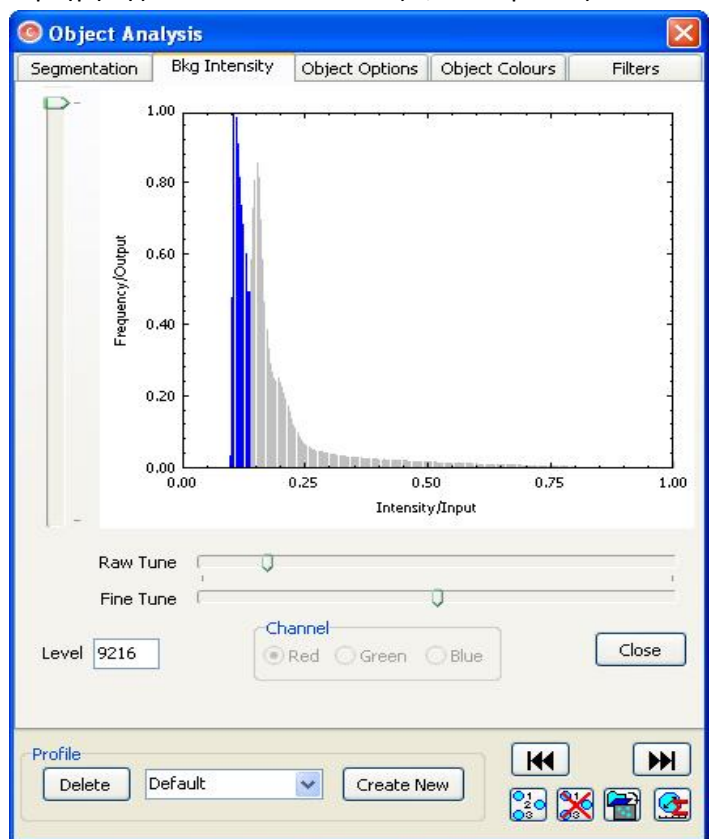 Object Analysis
Segmentation Bkg Intensity Object Options Object Colours Filters
1.00
0.80
0.60
0.40
0.20
0.00
Frequency/Output
0.00 0.25 0.50 0.75 1.00
Intensity/Input
Raw Tune
Fine Tune
Channel
Level 9216 Red Green Blue Close
Profile
Delete Default Create New